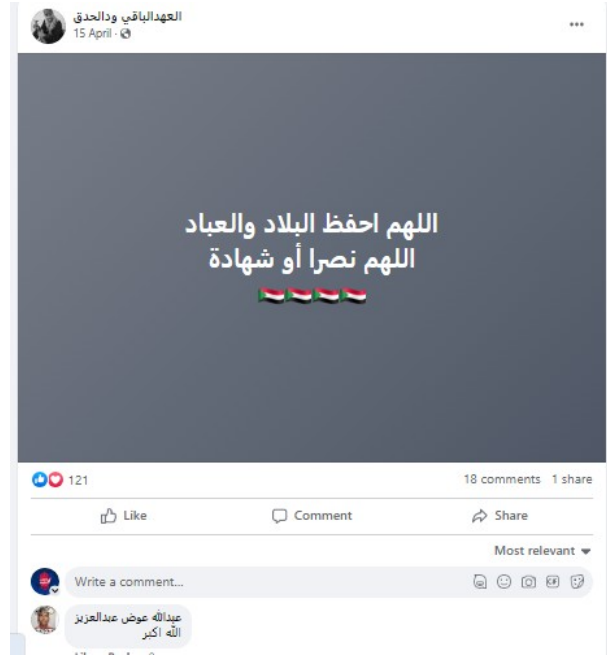 العهدالباقي ودالحدق
15 April
اللهم احفظ البلاد والعباد
اللهم نصرا أو شهادة
🇸🇩🇸🇩🇸🇩🇸🇩
121
18 comments 1 share
Like Comment Share
Most relevant
Write a comment...
GIF
عبدالله عوض عبدالعزيز
الله اكبر